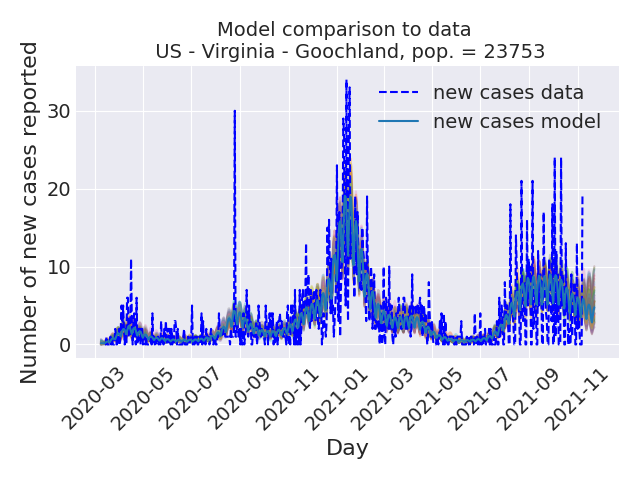 Model comparison to data
US - Virginia - Goochland, pop. = 23753
Number of new cases reported
30
20
10
0
new cases data
new cases model
2020-03
2020-05
2020-07
2020-09
2020-11
2021-01
2021-03
2021-05
2021-07
2021-09
2021-11
Day